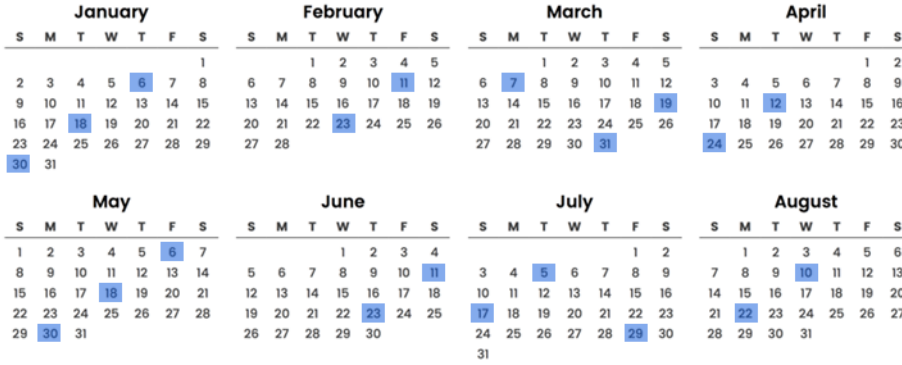 January
S M T W T F S
1
2 3 4 5 6 7 8
9 10 11 12 13 14 15
16 17 18 19 20 21 22
23 24 25 26 27 28 29
30 31
February
S M T W T F S
1 2 3 4 5
6 7 8 9 10 11 12
13 14 15 16 17 18 19
20 21 22 23 24 25 26
27 28
March
S M T W T F S
1 2 3 4 5
6 7 8 9 10 11 12
13 14 15 16 17 18 19
20 21 22 23 24 25 26
27 28 29 30 31
April
S M T W T F S
1 2
3 4 5 6 7 8 9
10 11 12 13 14 15 16
17 18 19 20 21 22 23
24 25 26 27 28 29 30
May
S M T W T F S
1 2 3 4 5 6 7
8 9 10 11 12 13 14
15 16 17 18 19 20 21
22 23 24 25 26 27 28
29 30 31
June
S M T W T F S
1 2 3 4
5 6 7 8 9 10 11
12 13 14 15 16 17 18
19 20 21 22 23 24 25
26 27 28 29 30
July
S M T W T F S
1 2
3 4 5 6 7 8 9
10 11 12 13 14 15 16
17 18 19 20 21 22 23
24 25 26 27 28 29 30
31
August
S M T W T F S
1 2 3 4 5 6
7 8 9 10 11 12 13
14 15 16 17 18 19 20
21 22 23 24 25 26 27
28 29 30 31